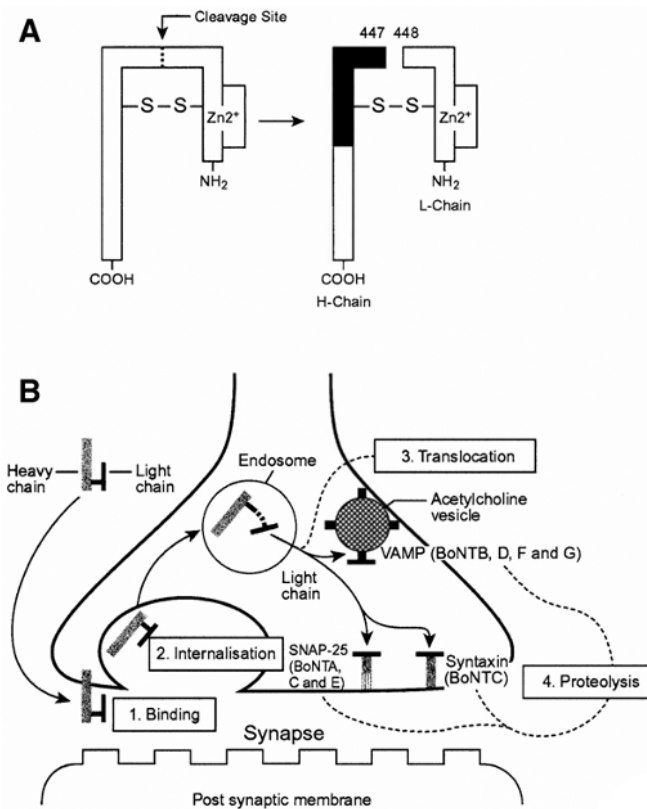 A
Cleavage Site
447 448
S S
Zn2+
NH2
COOH
S S
Zn2+
NH2
L-Chain
COOH
H-Chain
B
Heavy
chain
Light
chain
Endosome
3. Translocation
Acetylcholine
vesicle
VAMP (BoNTB, D, F and G)
Light
chain
2. Internalisation
SNAP-25
(BoNTA,
C and E)
Syntaxin
(BoNTC)
4. Proteolysis
1. Binding
Synapse
Post synaptic membrane